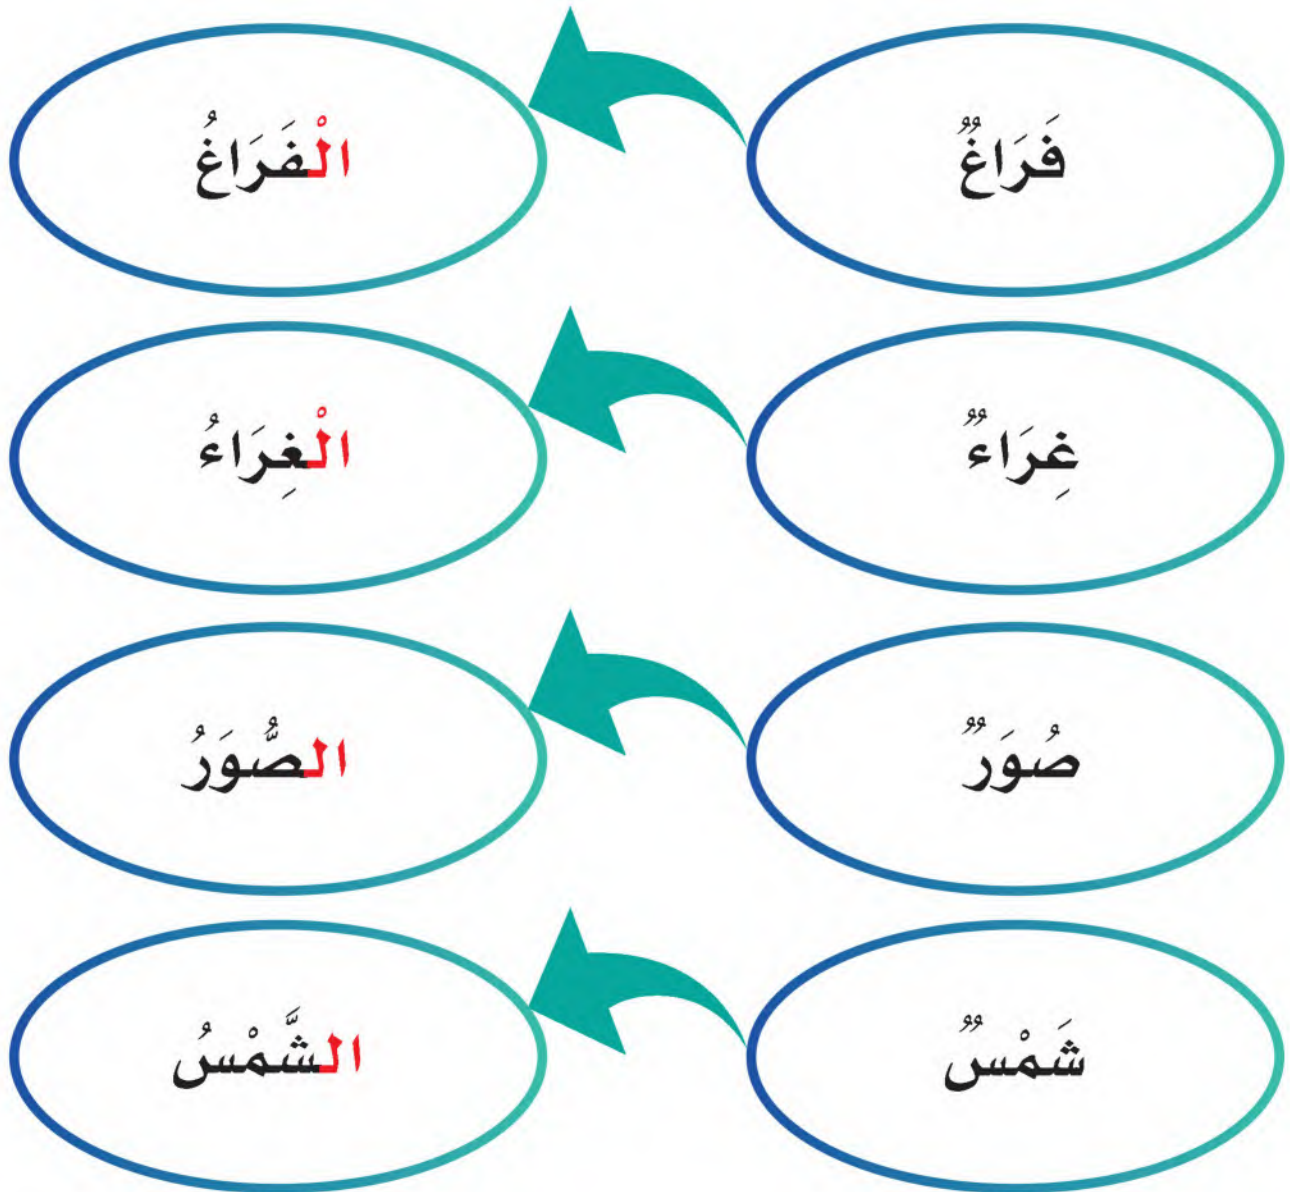 فَرَاغٌ الْفَرَاغُ
غِرَاءٌ الْغِرَاءُ
صُوَرٌ الصُّوَرُ
شَمْسٌ الشَّمْسُ